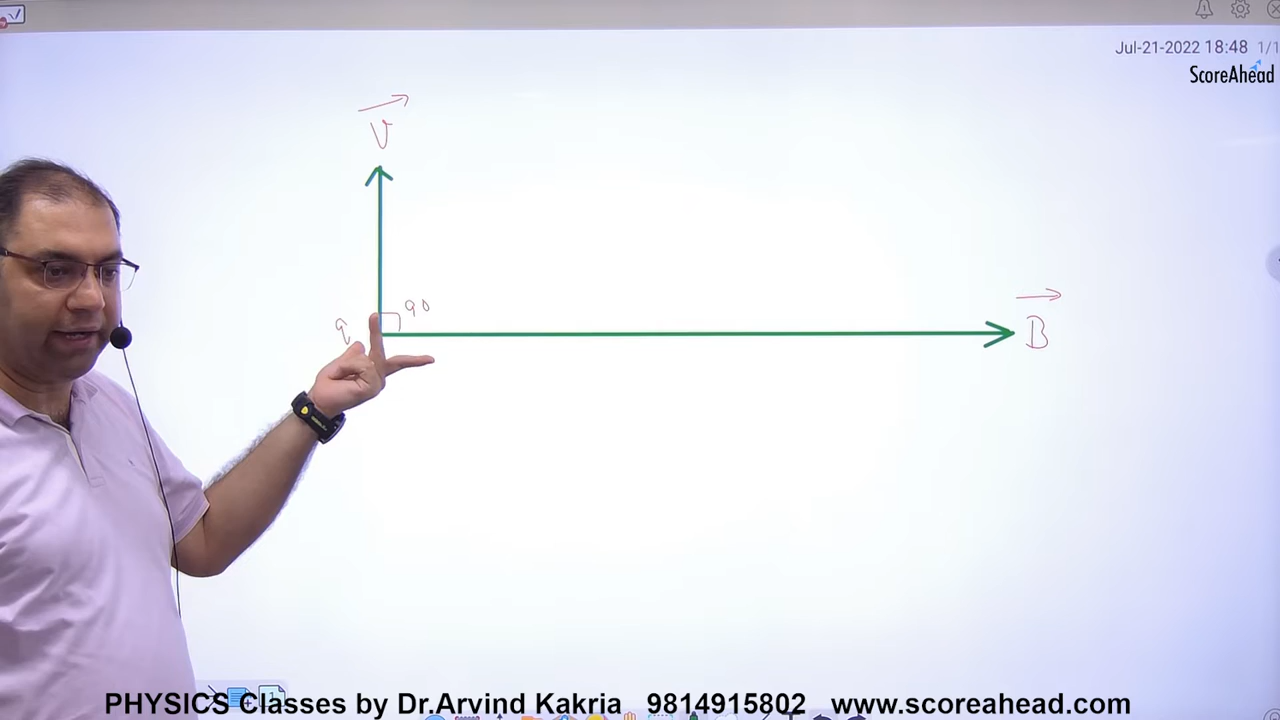 Jul-21-2022 18:48 1/1
ScoreAhead
V
90
q
B
PHYSICS Classes by Dr.Arvind Kakria 9814915802 www.scoreahead.com